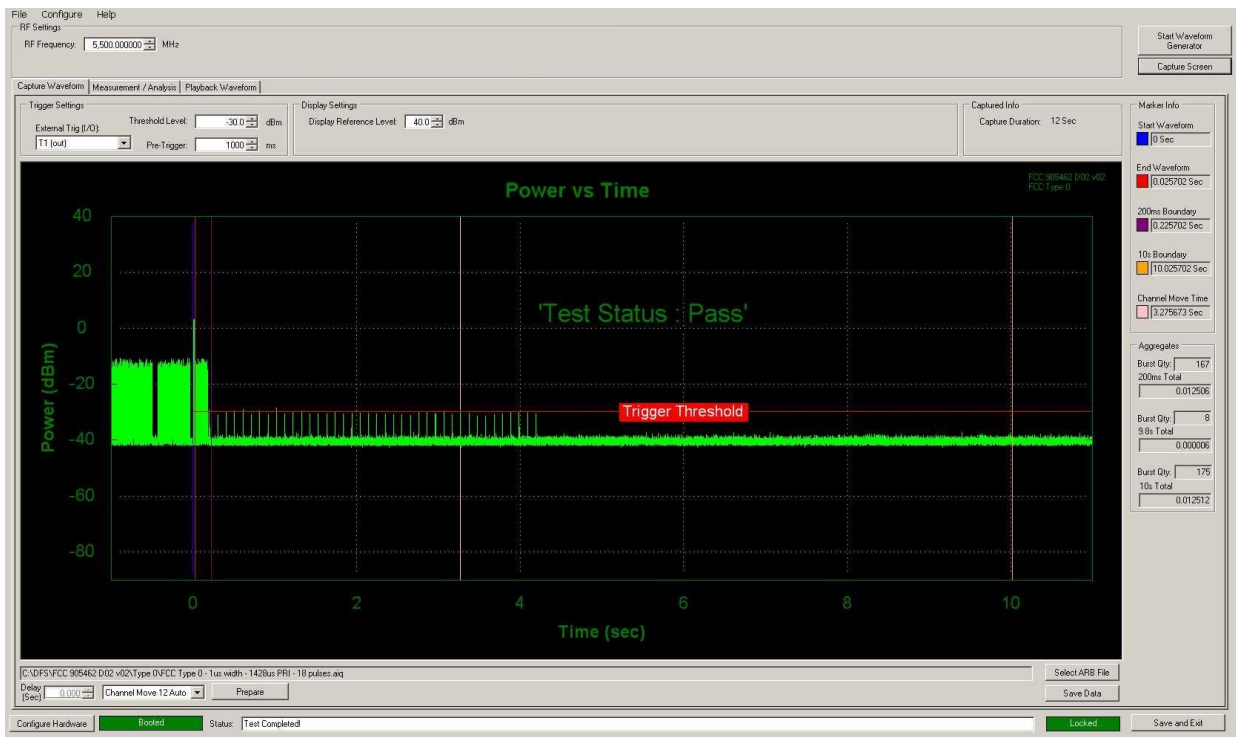 File Configure Help
RF Settings
RF Frequency: 5,500.000000 MHz
Start Waveform
Generator
Capture Screen
Capture Waveform Measurement / Analysis Playback Waveform
Trigger Settings
External Trig (I/O):
T1 (out)
Threshold Level: -30.0 dBm
Pre-Trigger: 1000 ms
Display Settings
Display Reference Level: 40.0 dBm
Captured Info
Capture Duration: 12 Sec
Marker Info
Start Waveform
0 Sec
End Waveform
0.025702 Sec
200ms Boundary
0.225702 Sec
10s Boundary
10.025702 Sec
Channel Move Time
3.275673 Sec
Aggregates
Burst Qty: 167
200ms Total
0.012506
Burst Qty: 8
9.8s Total
0.000006
Burst Qty: 175
10s Total
0.012512
Power vs Time
FCC 905462 D02 v02
FCC Type 0
'Test Status : Pass'
Trigger Threshold
Power (dBm)
40
20
0
-20
-40
-60
-80
0 2 4 6 8 10
Time (sec)
C:\DFS\FCC 905462 D02 v02\Type 0\FCC Type 0 - 1us width - 1428us PRI - 18 pulses.aiq
Select ARB File
Delay
(Sec) 0.000 Channel Move 12 Auto Prepare
Save Data
Configure Hardware Booted Status: Test Completed! Locked Save and Exit